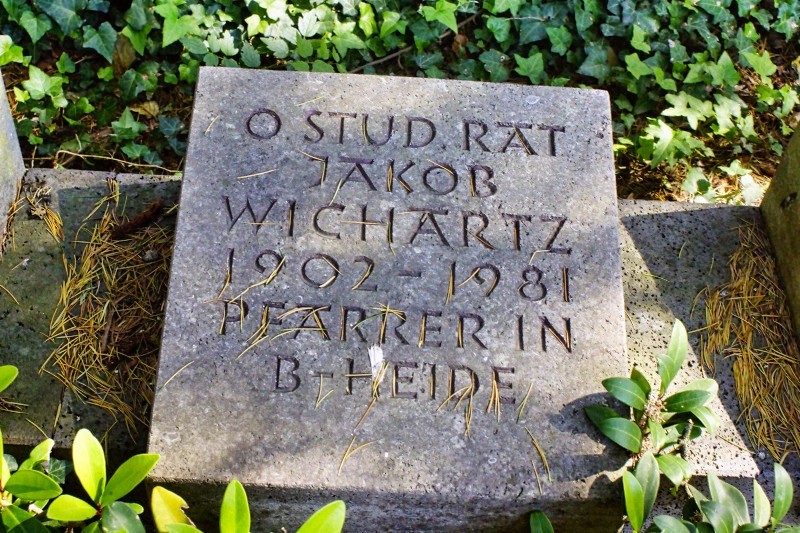 O. STUD. RAT
JAKOB
WICHARTZ
1902 - 1981
PFARRER IN
B-HEIDE